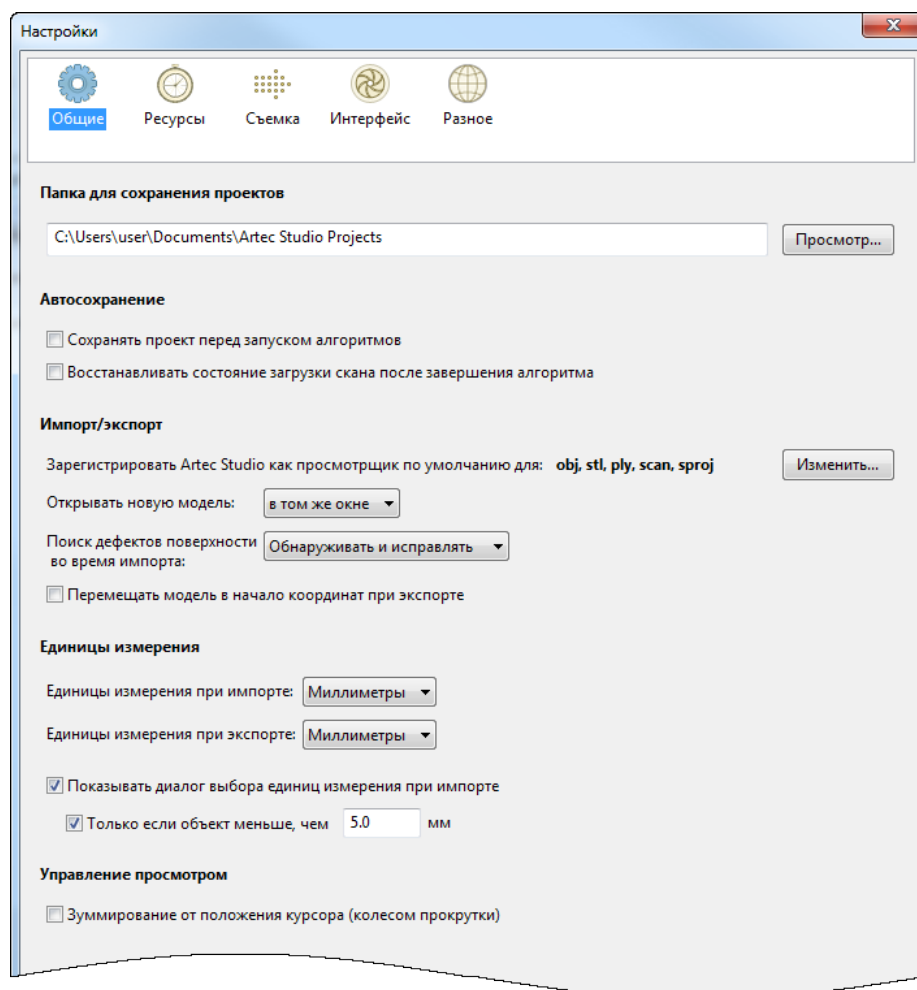 Настройки
Общие Ресурсы Съемка Интерфейс Разное
Папка для сохранения проектов
C:\Users\user\Documents\Artec Studio Projects Просмотр...
Автосохранение
Сохранять проект перед запуском алгоритмов
Восстанавливать состояние загрузки скана после завершения алгоритма
Импорт/экспорт
Зарегистрировать Artec Studio как просмотрщик по умолчанию для: obj, stl, ply, scan, sproj Изменить...
Открывать новую модель: в том же окне
Поиск дефектов поверхности
во время импорта: Обнаруживать и исправлять
Перемещать модель в начало координат при экспорте
Единицы измерения
Единицы измерения при импорте: Миллиметры
Единицы измерения при экспорте: Миллиметры
Показывать диалог выбора единиц измерения при импорте
Только если объект меньше, чем 5.0 мм
Управление просмотром
Зуммирование от положения курсора (колесом прокрутки)